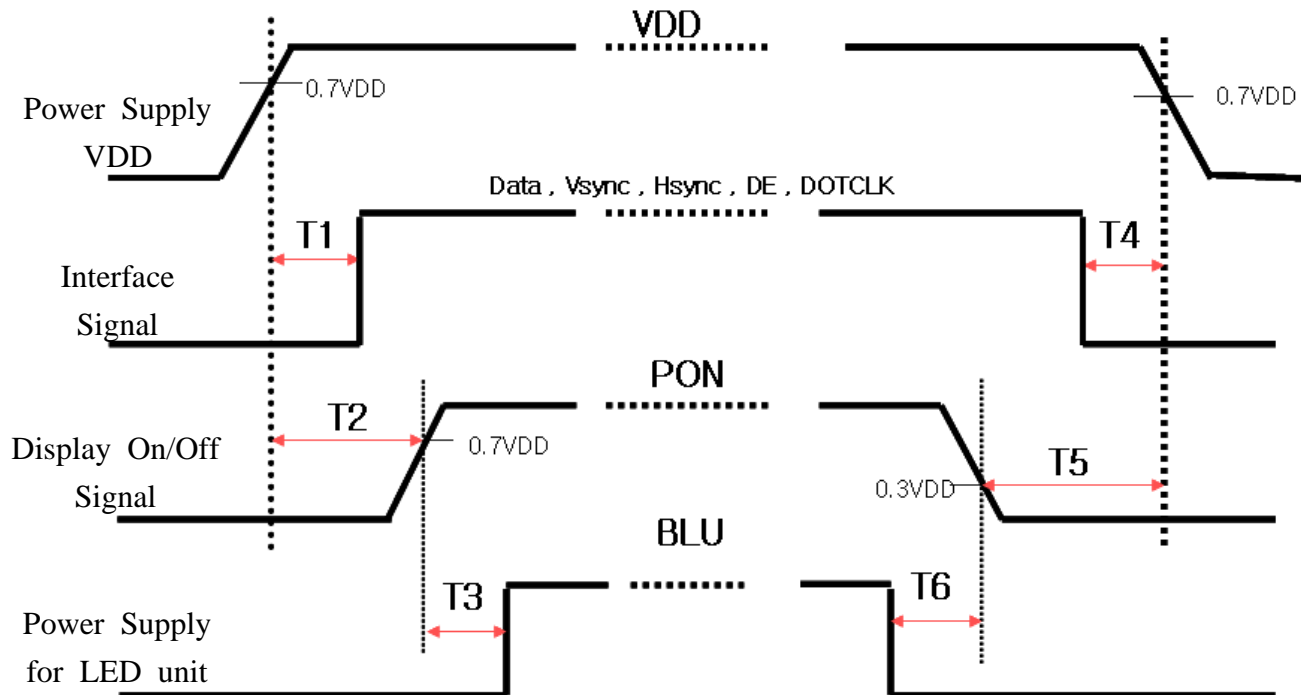 VDD
0.7VDD
0.7VDD
Power Supply
VDD
Data , Vsync , Hsync , DE , DOTCLK
T1
T4
Interface
Signal
PON
T2
0.7VDD
Display On/Off
Signal
T5
0.3VDD
BLU
T3
T6
Power Supply
for LED unit